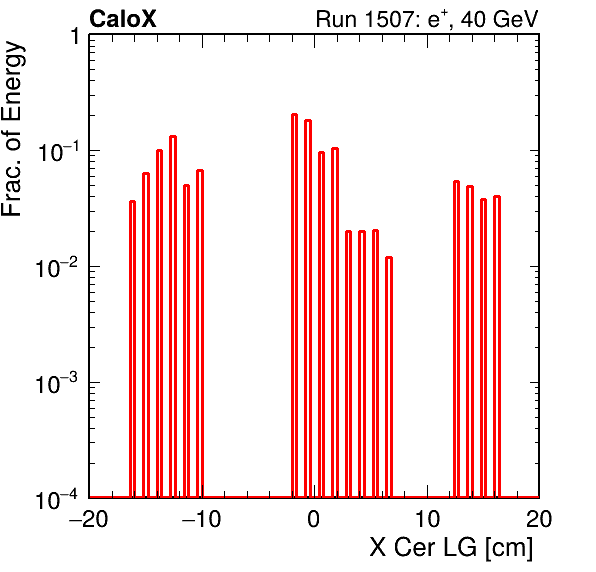 CaloX Run 1507: e⁺, 40 GeV
Frac. of Energy
1
10⁻¹
10⁻²
10⁻³
10⁻⁴
−20 −10 0 10 20
X Cer LG [cm]